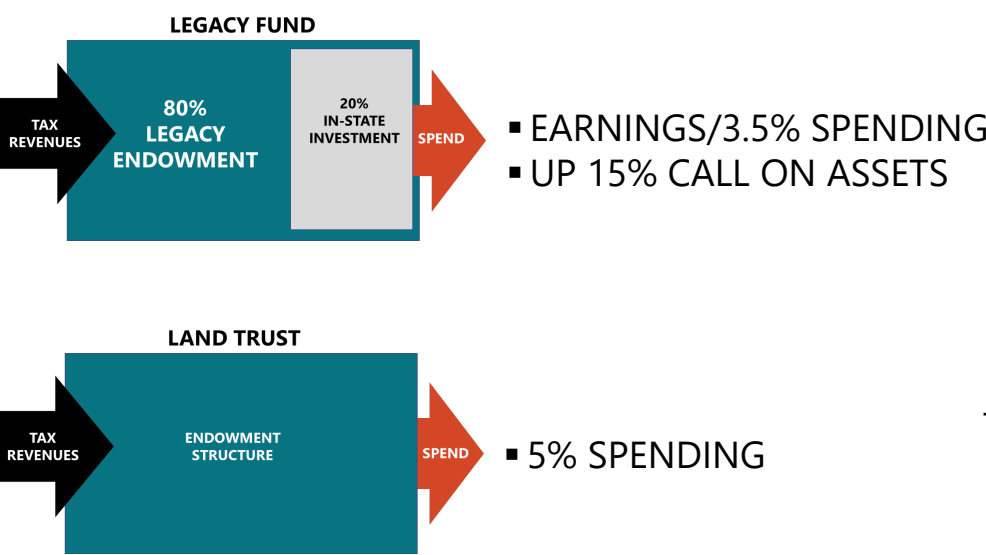 LEGACY FUND
TAX
REVENUES
80%
LEGACY
ENDOWMENT
20%
IN-STATE
INVESTMENT
SPEND
▪ EARNINGS/3.5% SPENDING
▪ UP 15% CALL ON ASSETS
LAND TRUST
TAX
REVENUES
ENDOWMENT
STRUCTURE
SPEND
▪ 5% SPENDING